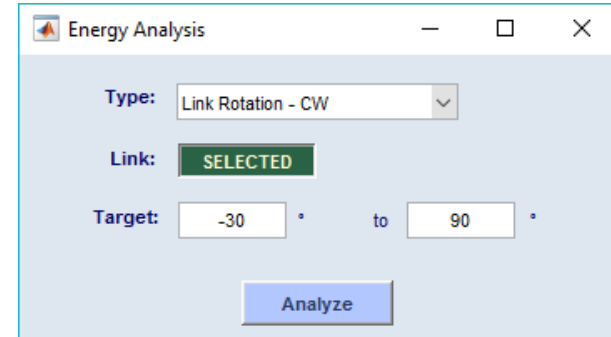 Energy Analysis
Type: Link Rotation - CW
Link: SELECTED
Target: -30 ° to 90 °
Analyze